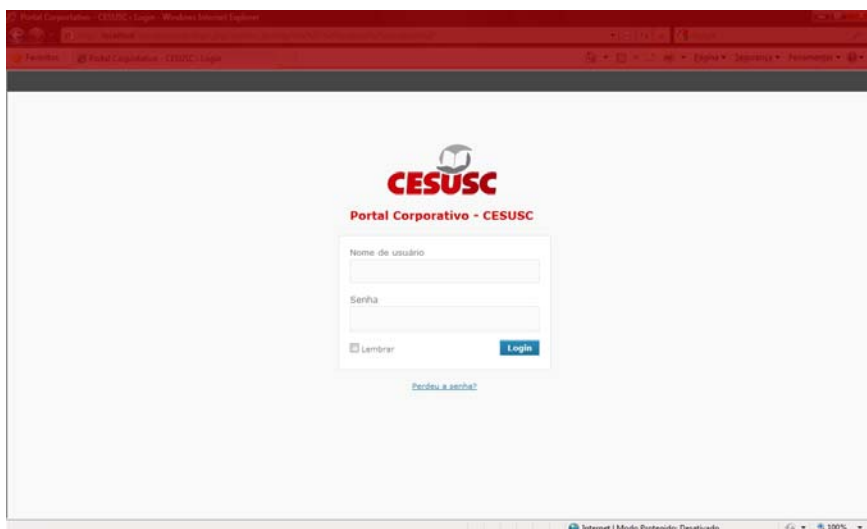 Portal Corporativo - CESUSC › Login - Windows Internet Explorer
Favoritos
Portal Corporativo - CESUSC › Login
Página
Segurança
Ferramentas
CESUSC
Portal Corporativo - CESUSC
Nome de usuário
Senha
Lembrar
Login
Perdeu a senha?
Internet | Modo Protegido: Desativado
100%